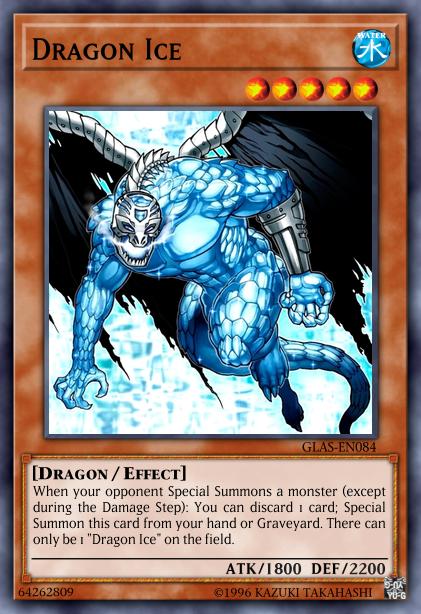 Dragon Ice
WATER
水
GLAS-EN084
[Dragon / Effect]
When your opponent Special Summons a monster (except
during the Damage Step): You can discard 1 card; Special
Summon this card from your hand or Graveyard. There can
only be 1 "Dragon Ice" on the field.
ATK/1800 DEF/2200
64262809
©1996 KAZUKI TAKAHASHI